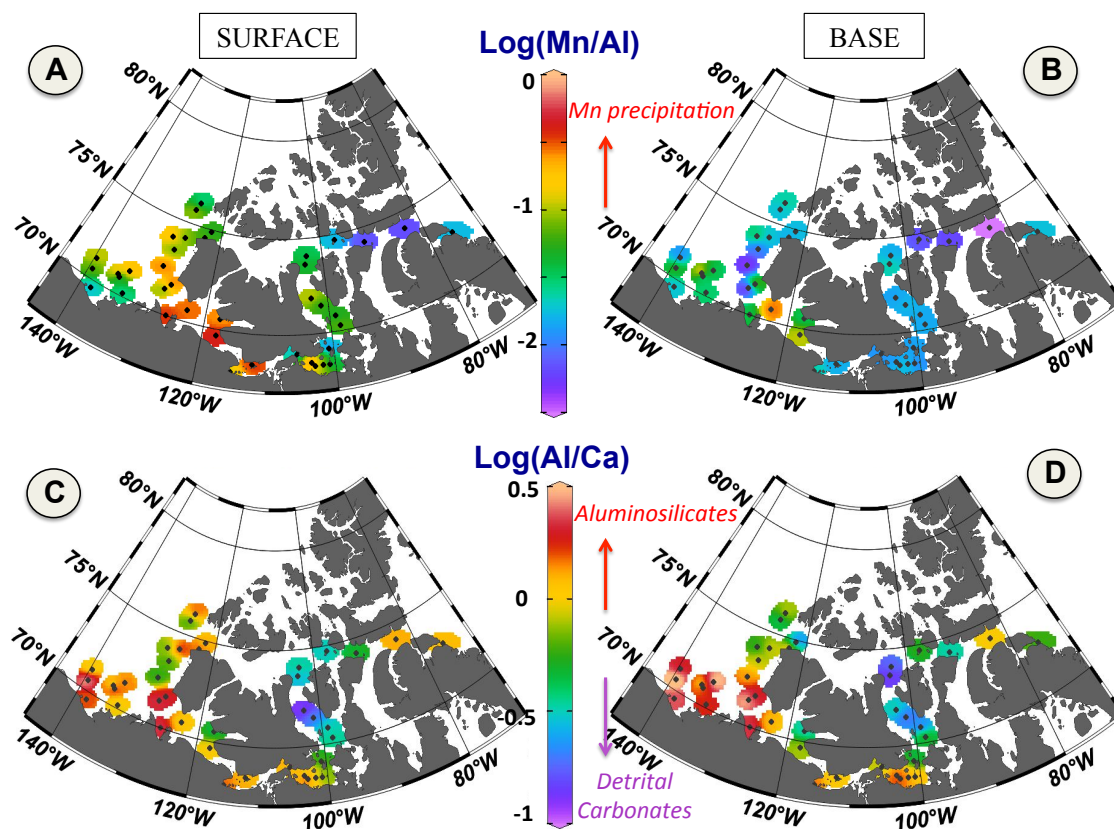 SURFACE
Log(Mn/Al)
BASE
A
B
80°N
75°N
70°N
140°W
120°W
100°W
80°W
0
-1
-2
Mn precipitation
80°N
75°N
70°N
140°W
120°W
100°W
80°W
Log(Al/Ca)
C
D
80°N
75°N
70°N
140°W
120°W
100°W
80°W
0.5
0
-0.5
-1
Aluminosilicates
Detrital
Carbonates
80°N
75°N
70°N
140°W
120°W
100°W
80°W